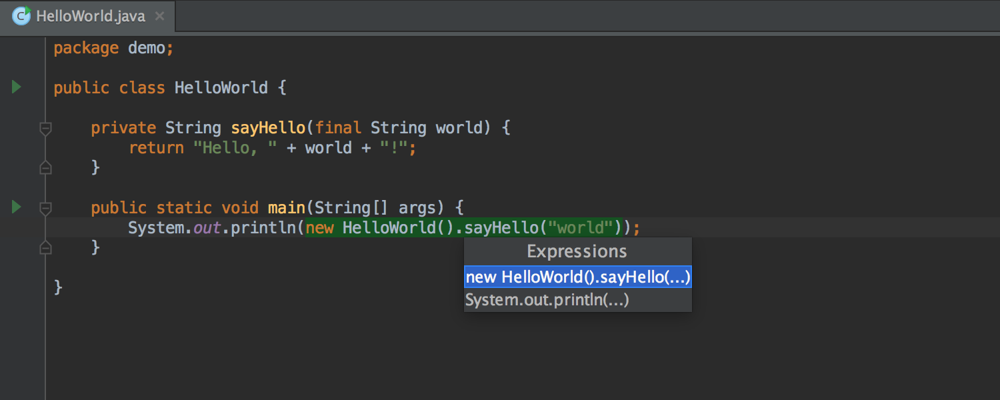 HelloWorld.java
package demo;
public class HelloWorld {
private String sayHello(final String world) {
return "Hello, " + world + "!";
}
public static void main(String[] args) {
System.out.println(new HelloWorld().sayHello("world"));
}
Expressions
new HelloWorld().sayHello(...)
System.out.println(...)
}